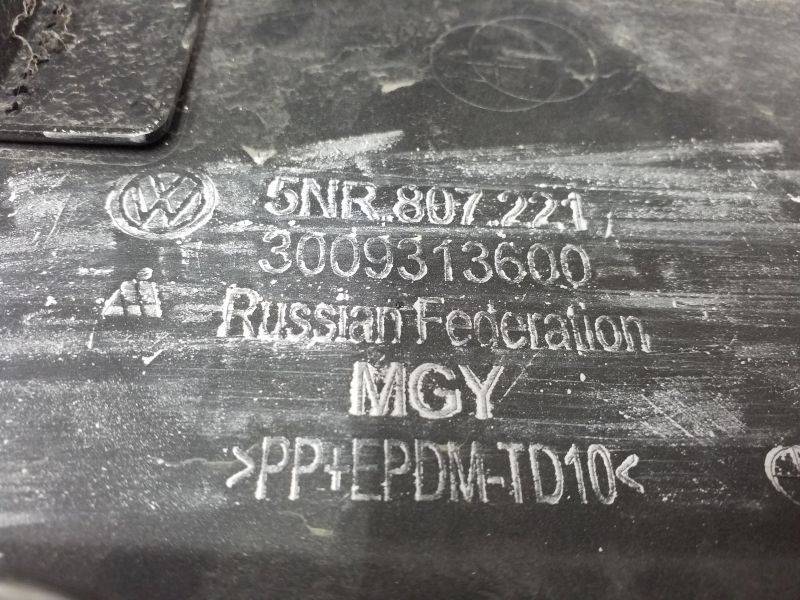 5NR.807.221
3009313600
Russian Federation
MGY
>PP+EPDM-TD10<